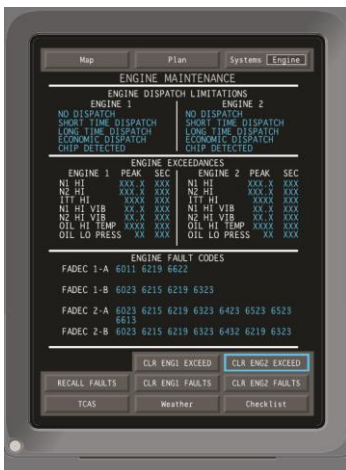 Map Plan Systems Engine
ENGINE MAINTENANCE
ENGINE DISPATCH LIMITATIONS
ENGINE 1 ENGINE 2
NO DISPATCH NO DISPATCH
SHORT TIME DISPATCH SHORT TIME DISPATCH
LONG TIME DISPATCH LONG TIME DISPATCH
ECONOMIC DISPATCH ECONOMIC DISPATCH
CHIP DETECTED CHIP DETECTED
ENGINE EXCEEDANCES
ENGINE 1 PEAK SEC ENGINE 2 PEAK SEC
N1 HI XXX.X XXX N1 HI XXX.X XXX
N2 HI XXX.X XXX N2 HI XXX.X XXX
ITT HI XXXX XXX ITT HI XXXX XXX
N1 HI VIB XX.X XXX N1 HI VIB XX.X XXX
N2 HI VIB XX.X XXX N2 HI VIB XX.X XXX
OIL HI TEMP XXXX XXX OIL HI TEMP XXXX XXX
OIL LO PRESS XX XXX OIL LO PRESS XX XXX
ENGINE FAULT CODES
FADEC 1-A 6011 6219 6622
FADEC 1-B 6023 6215 6219 6323
FADEC 2-A 6023 6215 6219 6323 6423 6523 6523
6613
FADEC 2-B 6023 6215 6219 6323 6432 6219 6323
CLR ENG1 EXCEED CLR ENG2 EXCEED
RECALL FAULTS CLR ENG1 FAULTS CLR ENG2 FAULTS
TCAS Weather Checklist